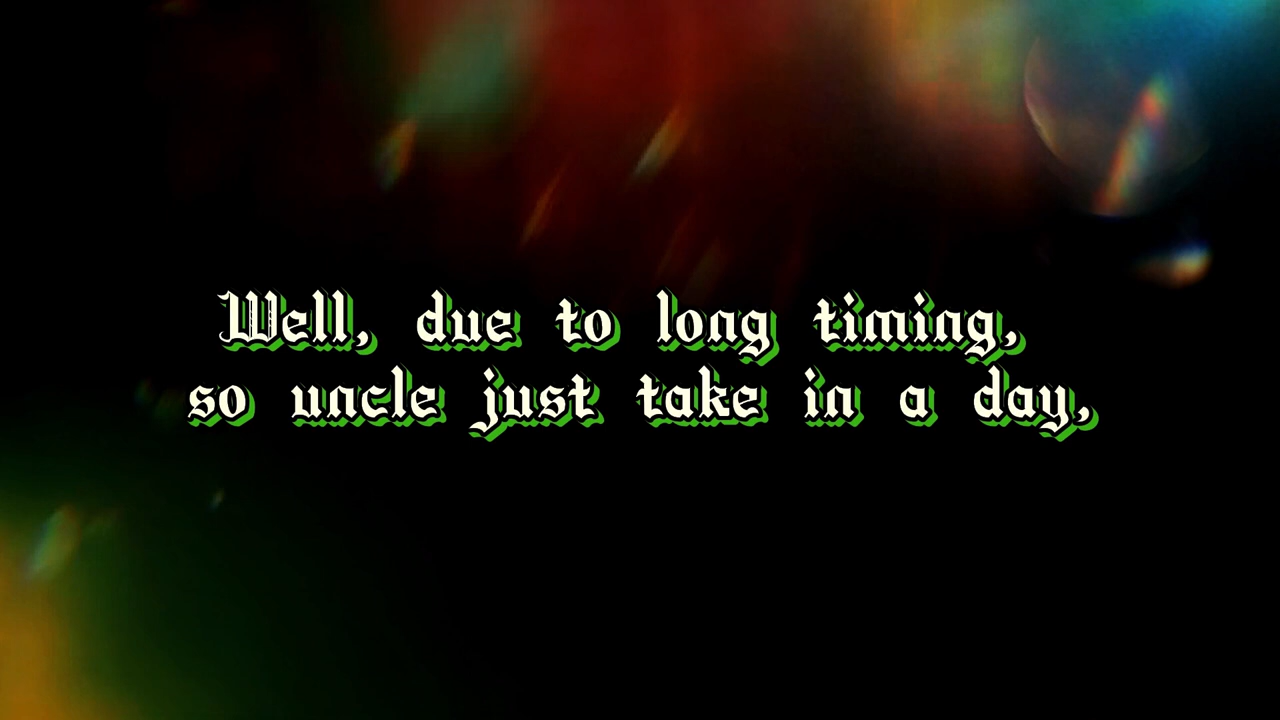 Well, due to long timing,
so uncle just take in a day,